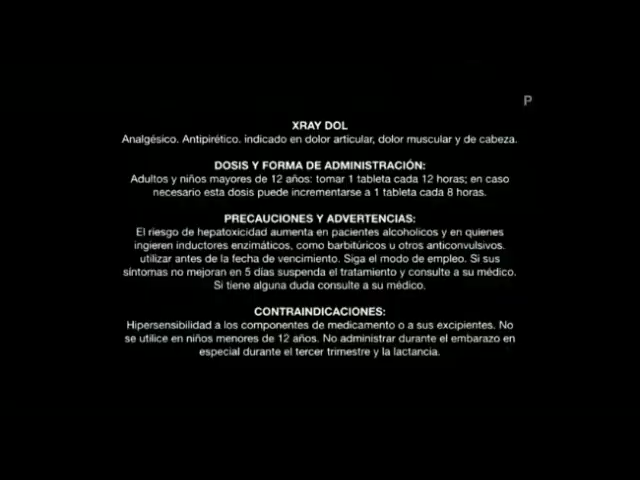 P
XRAY DOL
Analgésico. Antipirético. indicado en dolor articular, dolor muscular y de cabeza.
DOSIS Y FORMA DE ADMINISTRACIÓN:
Adultos y niños mayores de 12 años: tomar 1 tableta cada 12 horas; en caso
necesario esta dosis puede incrementarse a 1 tableta cada 8 horas.
PRECAUCIONES Y ADVERTENCIAS:
El riesgo de hepatoxicidad aumenta en pacientes alcoholicos y en quienes
ingieren inductores enzimáticos, como barbitúricos u otros anticonvulsivos.
utilizar antes de la fecha de vencimiento. Siga el modo de empleo. Si sus
síntomas no mejoran en 5 días suspenda el tratamiento y consulte a su médico.
Si tiene alguna duda consulte a su médico.
CONTRAINDICACIONES:
Hipersensibilidad a los componentes de medicamento o a sus excipientes. No
se utilice en niños menores de 12 años. No administrar durante el embarazo en
especial durante el tercer trimestre y la lactancia.